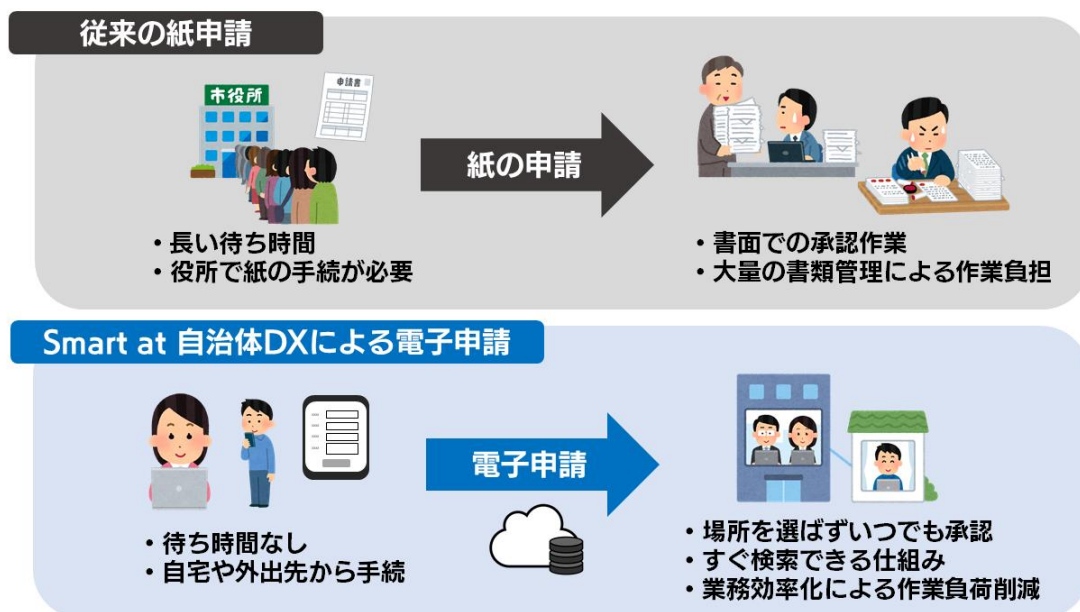 従来の紙申請
市役所
申請書
紙の申請
・長い待ち時間
・役所で紙の手続が必要
・書面での承認作業
・大量の書類管理による作業負担
Smart at 自治体DXによる電子申請
電子申請
・待ち時間なし
・自宅や外出先から手続
・場所を選ばずいつでも承認
・すぐ検索できる仕組み
・業務効率化による作業負荷削減